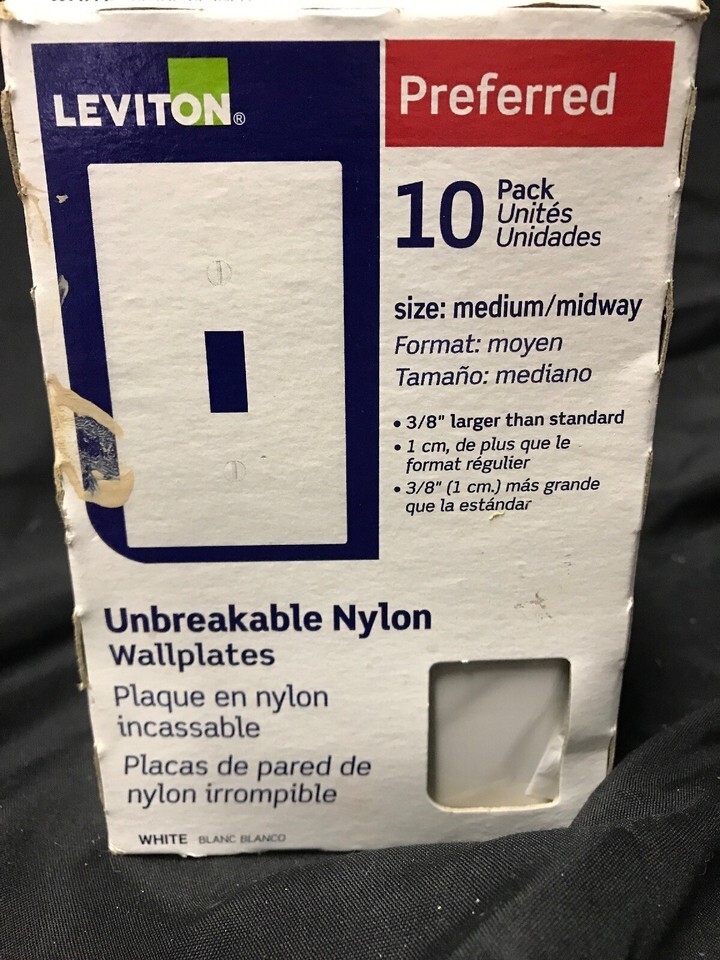 LEVITON®
Preferred
10 Pack
Unités
Unidades
size: medium/midway
Format: moyen
Tamaño: mediano
• 3/8" larger than standard
• 1 cm, de plus que le
format régulier
• 3/8" (1 cm.) más grande
que la estándar
Unbreakable Nylon
Wallplates
Plaque en nylon
incassable
Placas de pared de
nylon irrompible
WHITE BLANC BLANCO